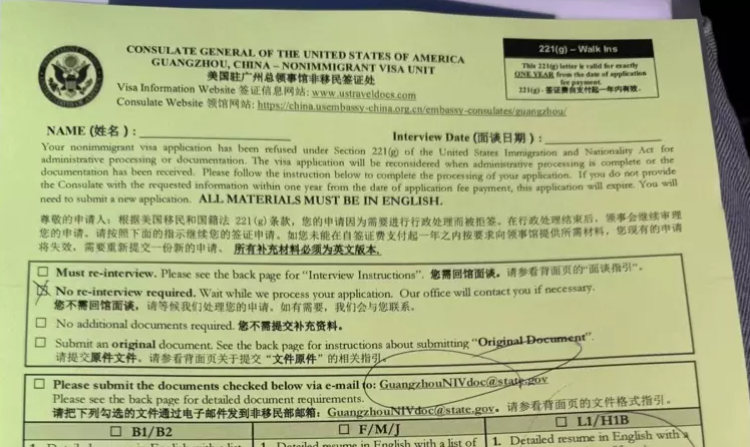 CONSULATE GENERAL OF THE UNITED STATES OF AMERICA
GUANGZHOU, CHINA – NONIMMIGRANT VISA UNIT
美国驻广州总领事馆非移民签证处
Visa Information Website 签证信息网站: www.ustraveldocs.com
Consulate Website 领馆网站: https://china.usembassy-china.org.cn/embassy-consulates/guangzhou/
221(g) – Walk Ins
This 221(g) letter is valid for exactly
ONE YEAR from the date of application
fee payment.
221(g) - 签证费自支付起一年内有效.
NAME (姓名): Interview Date (面谈日期):
Your nonimmigrant visa application has been refused under Section 221(g) of the United States Immigration and Nationality Act for
administrative processing or documentation. The visa application will be reconsidered when administrative processing is complete or the
documentation has been received. Please follow the instruction below to complete the processing of your application. If you do not provide
the Consulate with the requested information within one year from the date of application fee payment, this application will expire. You will
need to submit a new application. ALL MATERIALS MUST BE IN ENGLISH.
尊敬的申请人: 根据美国移民和国籍法 221(g)条款, 您的申请因为需要进行行政处理而被拒签. 在行政处理结束后, 领事会继续审理
您的申请. 请按照下面的指示继续您的签证申请. 如您未能在自签证费支付起一年之内按要求向领事馆提供所需材料, 您现有的申请
将失效, 需要重新提交一份新的申请. 所有补充材料必须为英文版本.
☐ Must re-interview. Please see the back page for "Interview Instructions". 您需回馆面谈. 请参看背面页的"面谈指引".
No re-interview required. Wait while we process your application. Our office will contact you if necessary.
您不需回馆面谈, 请等候我们处理您的申请. 如有需要, 我们会与您联系.
☐ No additional documents required. 您不需提交补充资料.
☐ Submit an original document. See the back page for instructions about submitting "Original Document".
请提交原件文件. 请参看背面页关于提交 "文件原件" 的相关指引.
☐ Please submit the documents checked below via e-mail to: GuangzhouNIVdoc@state.gov
Please see the back page for detailed document requirements.
请把下列勾选的文件通过电子邮件发到非移民部邮箱: GuangzhouNIVdoc@state.gov. 请参看背面页的文件格式指引.
☐ B1/B2 ☐ F/M/J ☐ L1/H1B
1. Detailed resume in English with a list of 1. Detailed resume in English with a